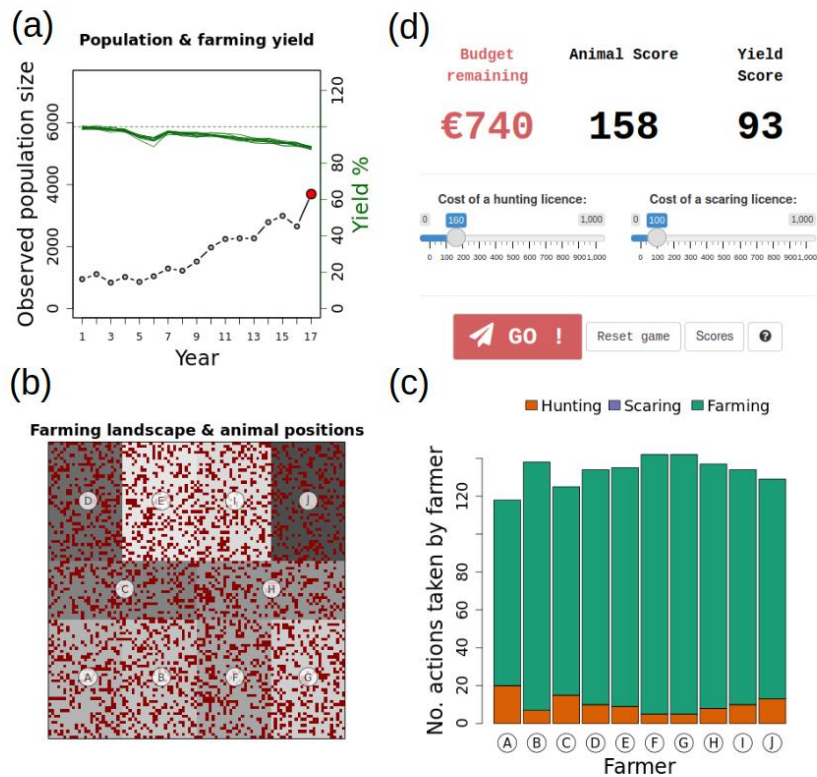 (a)
Population & farming yield
Observed population size
0
2000
4000
6000
Yield %
0
20
40
60
80
100
120
1
3
5
7
9
11
13
15
17
Year
(d)
Budget remaining
Animal Score
Yield Score
€740
158
93
Cost of a hunting licence:
0
160
1,000
0 100 200 300 400 500 600 700 800 900 1,000
Cost of a scaring licence:
0
100
1,000
0 100 200 300 400 500 600 700 800 900 1,000
GO !
Reset game
Scores
?
(b)
Farming landscape & animal positions
D
E
I
J
C
H
A
B
F
G
(c)
Hunting
Scaring
Farming
No. actions taken by farmer
0
20
40
60
80
120
A
B
C
D
E
F
G
H
I
J
Farmer